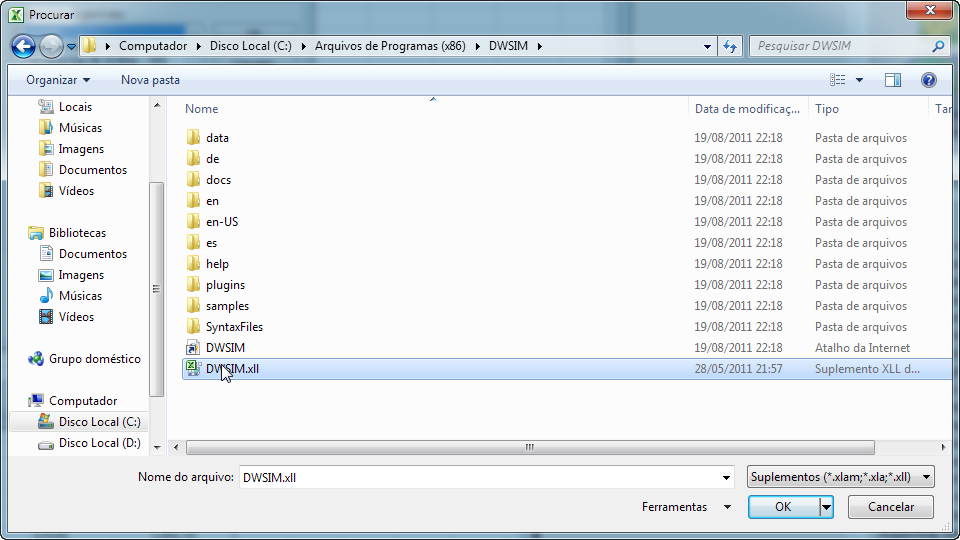 Procurar
Computador Disco Local (C:) Arquivos de Programas (x86) DWSIM
Pesquisar DWSIM
Organizar Nova pasta
Locais
Músicas
Imagens
Documentos
Vídeos
Bibliotecas
Documentos
Imagens
Músicas
Vídeos
Grupo doméstico
Computador
Disco Local (C:)
Disco Local (D:)
Nome Data de modificaç... Tipo Tar
data 19/08/2011 22:18 Pasta de arquivos
de 19/08/2011 22:18 Pasta de arquivos
docs 19/08/2011 22:18 Pasta de arquivos
en 19/08/2011 22:18 Pasta de arquivos
en-US 19/08/2011 22:18 Pasta de arquivos
es 19/08/2011 22:18 Pasta de arquivos
help 19/08/2011 22:18 Pasta de arquivos
plugins 19/08/2011 22:18 Pasta de arquivos
samples 19/08/2011 22:18 Pasta de arquivos
SyntaxFiles 19/08/2011 22:18 Pasta de arquivos
DWSIM 19/08/2011 22:18 Atalho da Internet
DWSIM.xll 28/05/2011 21:57 Suplemento XLL d...
Nome do arquivo: DWSIM.xll Suplementos (*.xlam;*.xla;*.xll)
Ferramentas OK Cancelar